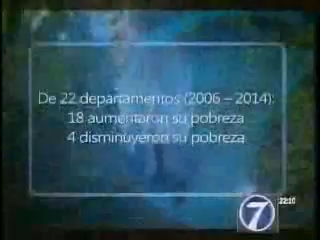 De 22 departamentos (2006 – 2014):
18 aumentaron su pobreza
4 disminuyeron su pobreza
7
22:10